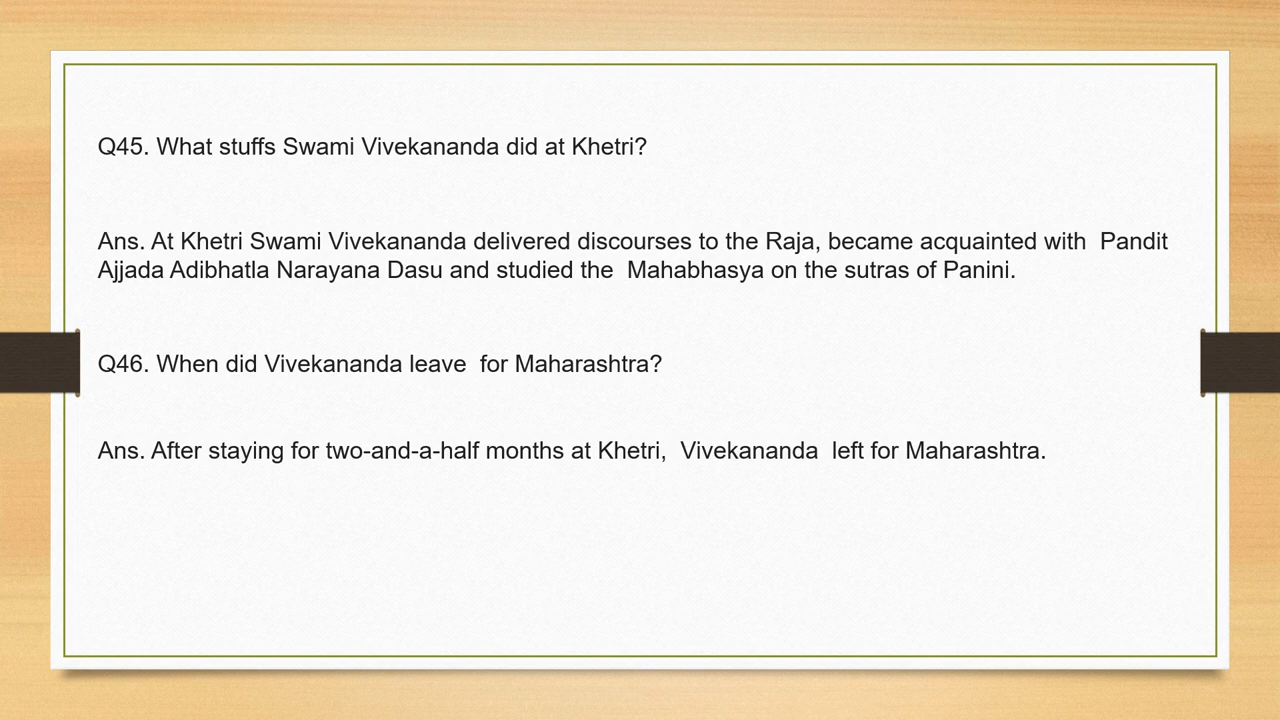 Q45. What stuffs Swami Vivekananda did at Khetri?
Ans. At Khetri Swami Vivekananda delivered discourses to the Raja, became acquainted with  Pandit
Ajjada Adibhatla Narayana Dasu and studied the  Mahabhasya on the sutras of Panini.
Q46. When did Vivekananda leave  for Maharashtra?
Ans. After staying for two-and-a-half months at Khetri,  Vivekananda  left for Maharashtra.